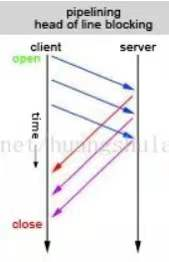 pipelining
head of line blocking
client server
open
time
close